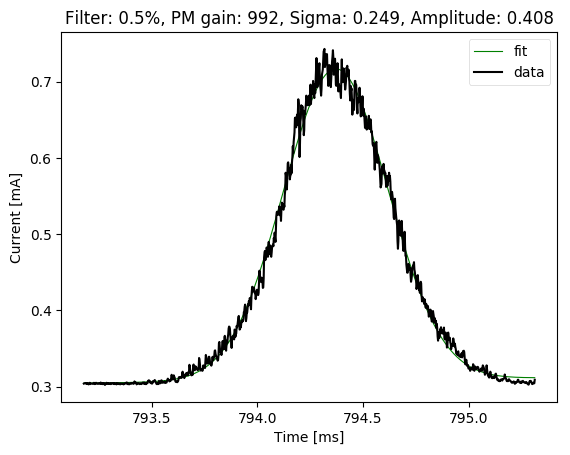 Filter: 0.5%, PM gain: 992, Sigma: 0.249, Amplitude: 0.408
fit
data
Current [mA]
0.7
0.6
0.5
0.4
0.3
793.5 794.0 794.5 795.0
Time [ms]